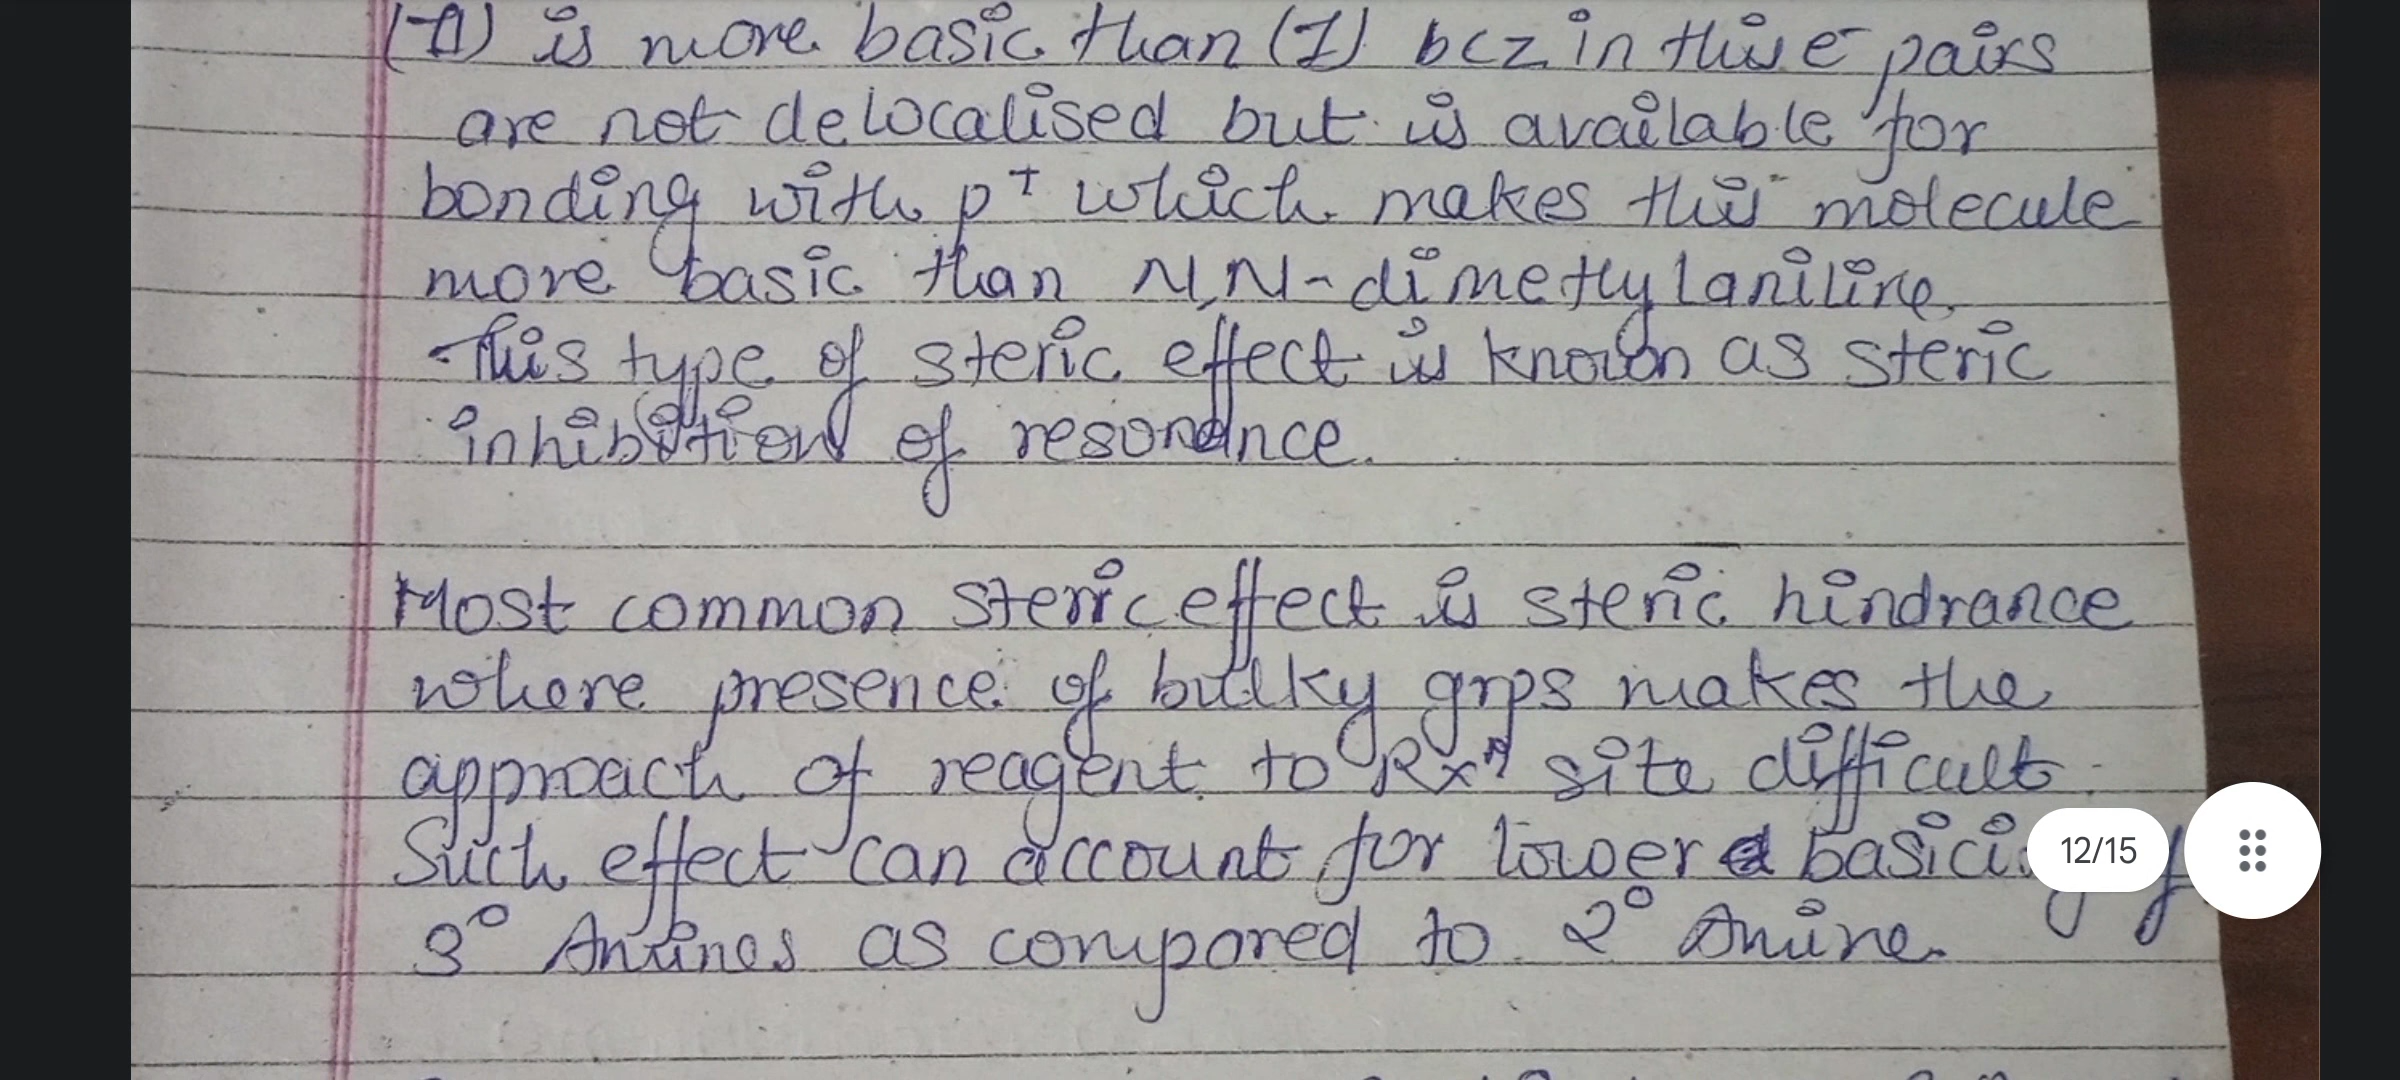 (II) is more basic than (I) bcz in this e⁻ pairs
are not delocalised but is available for
bonding with p⁺ which makes this molecule
more basic than N,N-dimethylaniline.
This type of steric effect is known as steric
inhibition of resonance.
Most common steric effect is steric hindrance
where presence of bulky grps makes the
approach of reagent to Rxⁿ site difficult.
Such effect can account for lower
3° Amines as compared to 2° Amine.
12/15